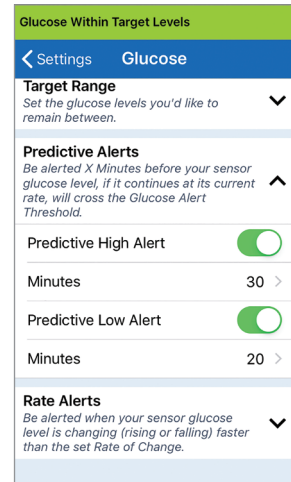 Glucose Within Target Levels
Settings Glucose
Target Range
Set the glucose levels you'd like to
remain between.
Predictive Alerts
Be alerted X Minutes before your sensor
glucose level, if it continues at its current
rate, will cross the Glucose Alert
Threshold.
Predictive High Alert
Minutes 30
Predictive Low Alert
Minutes 20
Rate Alerts
Be alerted when your sensor glucose
level is changing (rising or falling) faster
than the set Rate of Change.